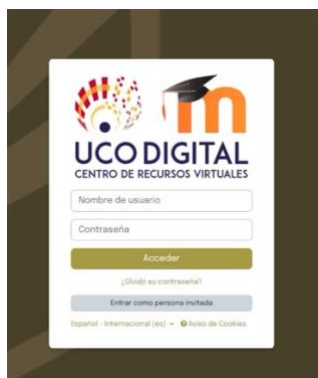 UCO DIGITAL
CENTRO DE RECURSOS VIRTUALES
Nombre de usuario
Contraseña
Acceder
¿Olvidó su contraseña?
Entrar como persona invitada
Español - Internacional (es) Aviso de Cookies